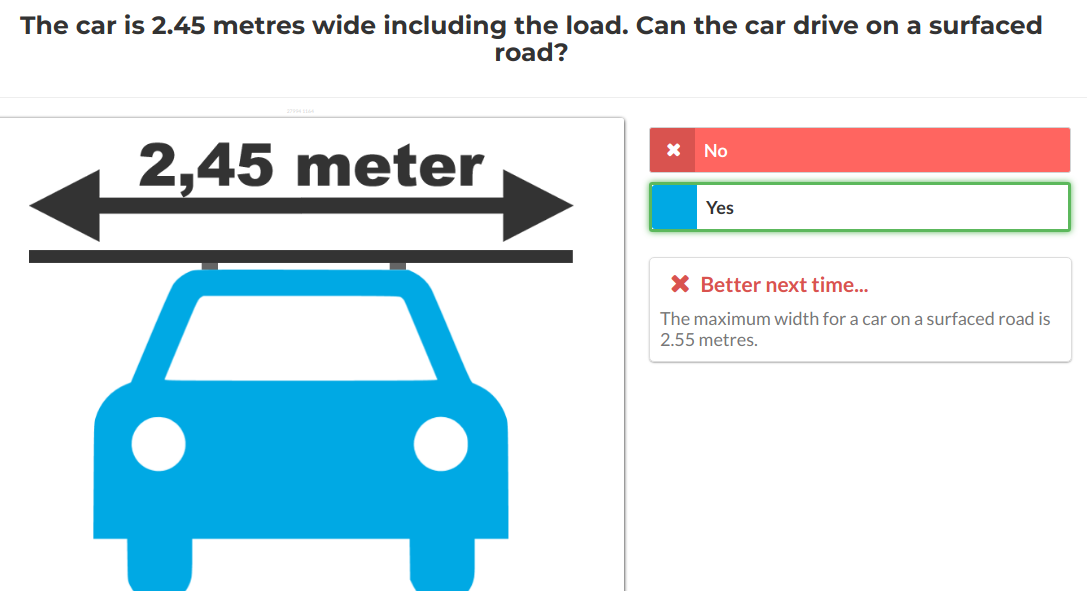 The car is 2.45 metres wide including the load. Can the car drive on a surfaced
road?
2,45 meter
No
Yes
Better next time...
The maximum width for a car on a surfaced road is
2.55 metres.